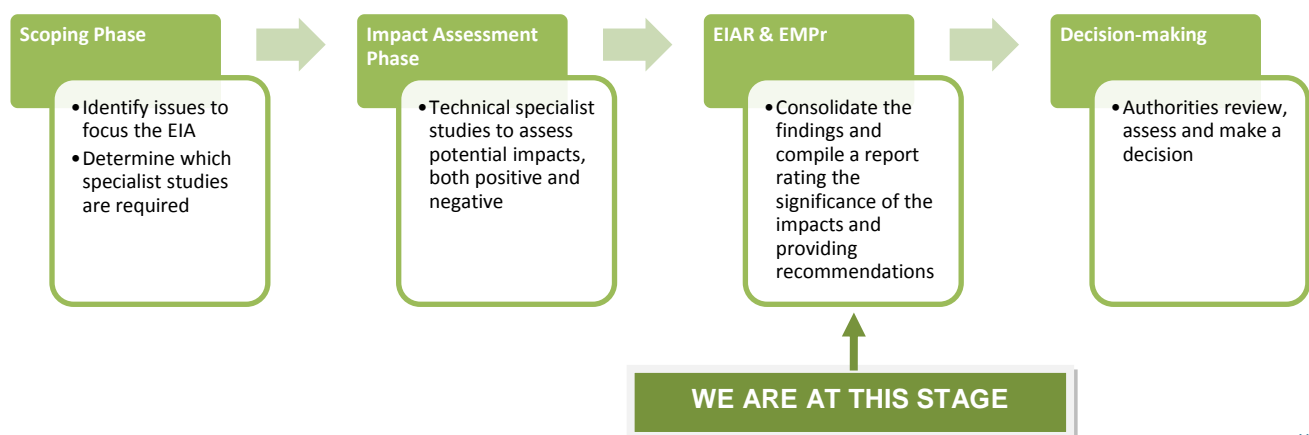 Scoping Phase
•Identify issues to
focus the EIA
•Determine which
specialist studies
are required
Impact Assessment
Phase
•Technical specialist
studies to assess
potential impacts,
both positive and
negative
EIAR & EMPr
•Consolidate the
findings and
compile a report
rating the
significance of the
impacts and
providing
recommendations
Decision-making
•Authorities review,
assess and make a
decision
WE ARE AT THIS STAGE